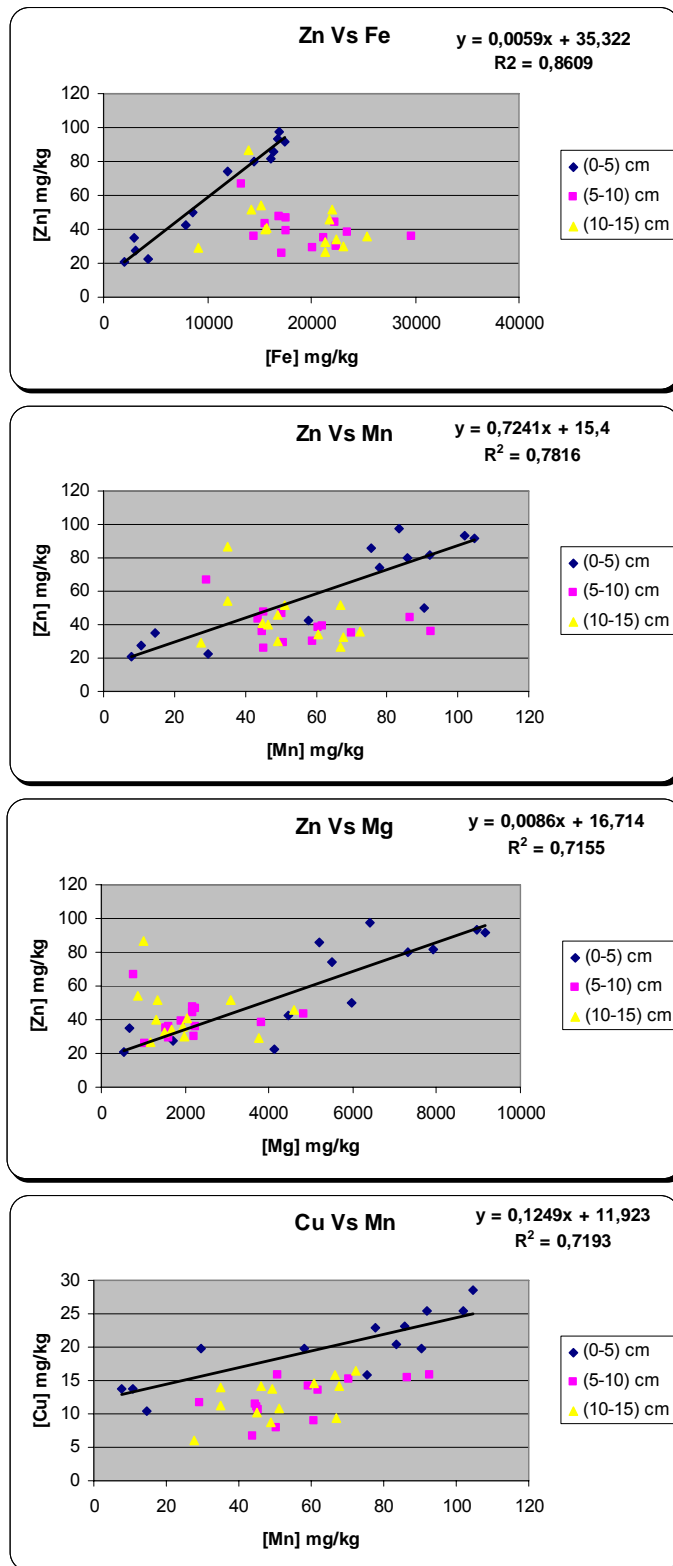 Zn Vs Fe
y = 0,0059x + 35,322
R2 = 0,8609
120
100
80
60
40
20
0
[Zn] mg/kg
0 10000 20000 30000 40000
[Fe] mg/kg
(0-5) cm
(5-10) cm
(10-15) cm
Zn Vs Mn
y = 0,7241x + 15,4
R² = 0,7816
120
100
80
60
40
20
0
[Zn] mg/kg
0 20 40 60 80 100 120
[Mn] mg/kg
(0-5) cm
(5-10) cm
(10-15) cm
Zn Vs Mg
y = 0,0086x + 16,714
R² = 0,7155
120
100
80
60
40
20
0
[Zn] mg/kg
0 2000 4000 6000 8000 10000
[Mg] mg/kg
(0-5) cm
(5-10) cm
(10-15) cm
Cu Vs Mn
y = 0,1249x + 11,923
R² = 0,7193
30
25
20
15
10
5
0
[Cu] mg/kg
0 20 40 60 80 100 120
[Mn] mg/kg
(0-5) cm
(5-10) cm
(10-15) cm